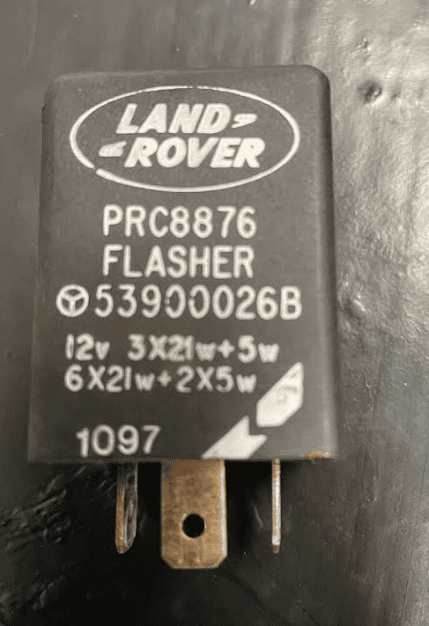 LAND
ROVER
PRC8876
FLASHER
53900026B
12v 3X21w+5w
6X21w+2X5w
1097